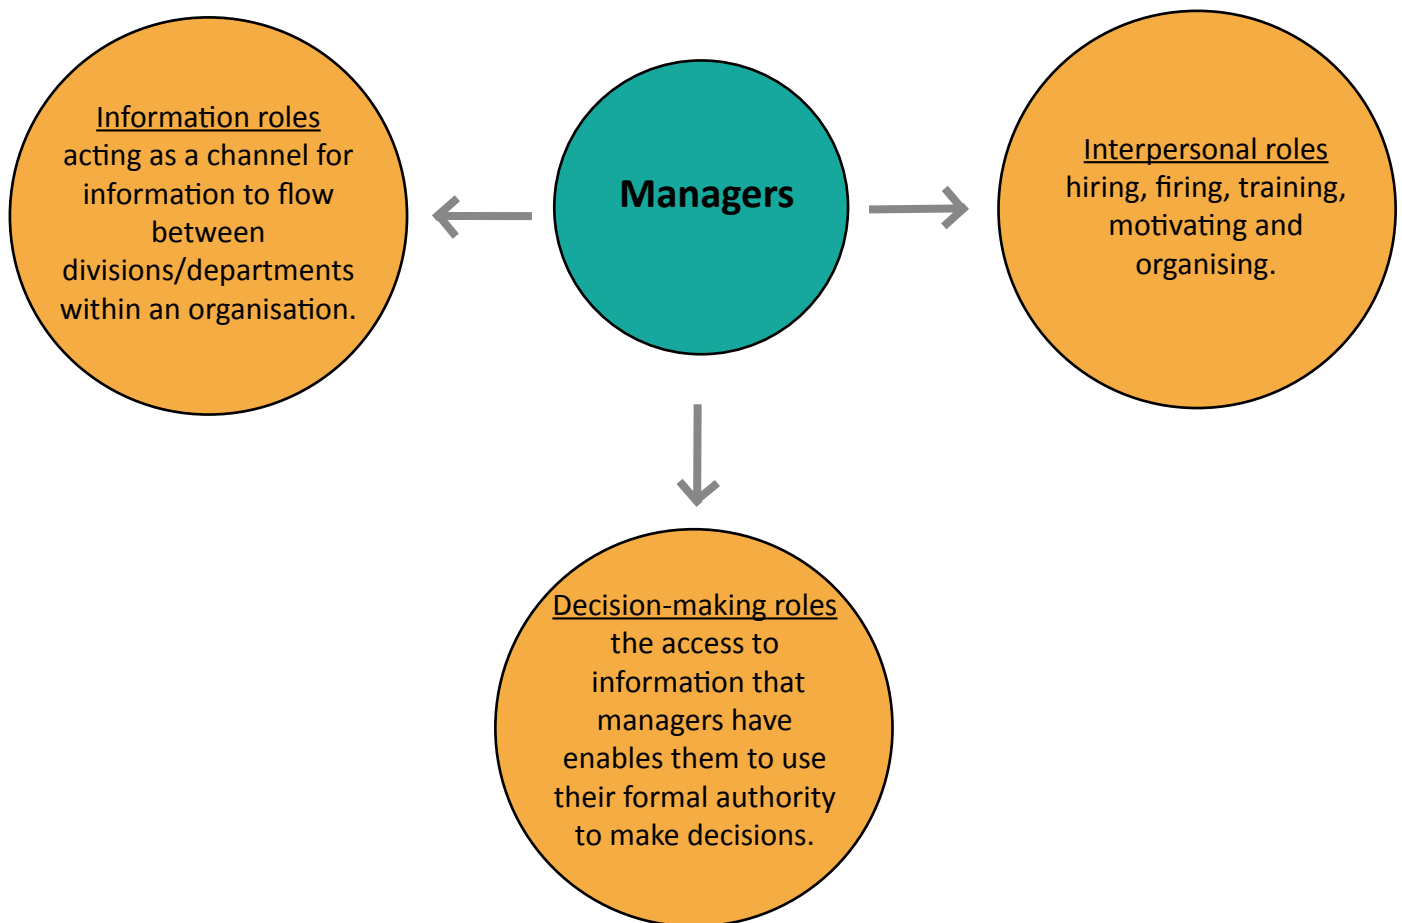 Information roles
acting as a channel for
information to flow
between
divisions/departments
within an organisation.
Managers
Interpersonal roles
hiring, firing, training,
motivating and
organising.
Decision-making roles
the access to
information that
managers have
enables them to use
their formal authority
to make decisions.